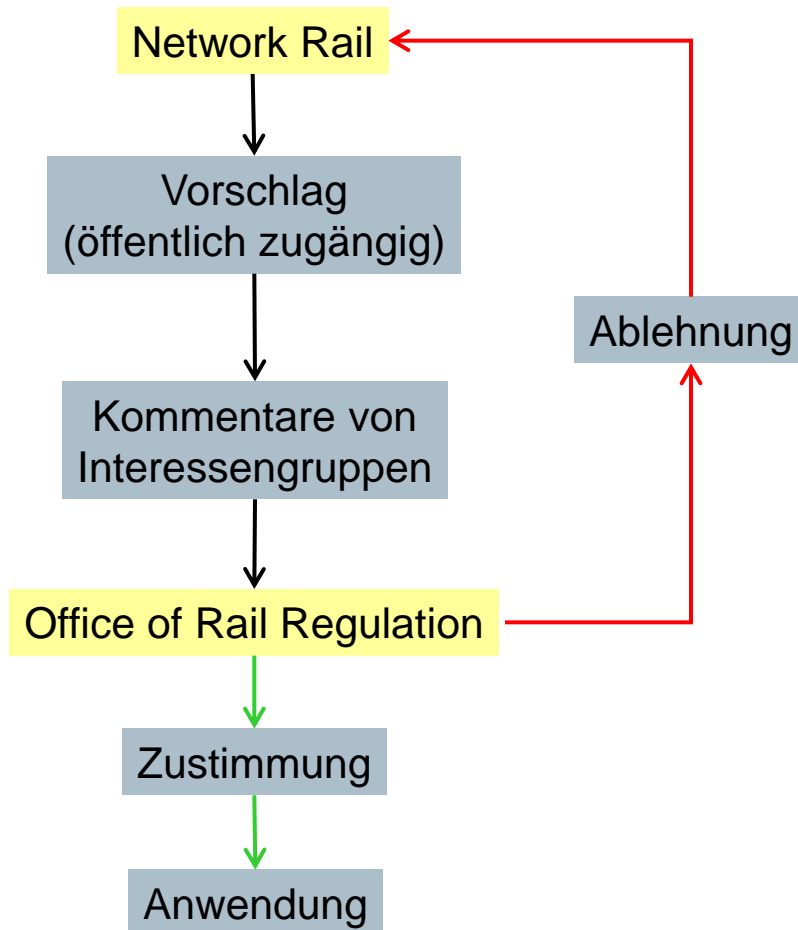 Network Rail
Vorschlag
(öffentlich zugängig)
Ablehnung
Kommentare von
Interessengruppen
Office of Rail Regulation
Zustimmung
Anwendung